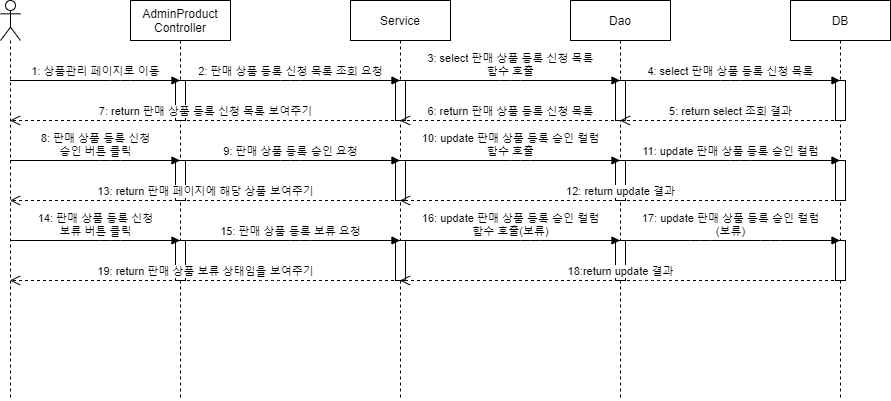 AdminProduct
Controller
Service
Dao
DB
1: 상품관리 페이지로 이동
2: 판매 상품 등록 신청 목록 조회 요청
3: select 판매 상품 등록 신청 목록
함수 호출
4: select 판매 상품 등록 신청 목록
7: return 판매 상품 등록 신청 목록 보여주기
6: return 판매 상품 등록 신청 목록
5: return select 조회 결과
8: 판매 상품 등록 신청
승인 버튼 클릭
9: 판매 상품 등록 승인 요청
10: update 판매 상품 등록 승인 컬럼
함수 호출
11: update 판매 상품 등록 승인 컬럼
13: return 판매 페이지에 해당 상품 보여주기
12: return update 결과
14: 판매 상품 등록 신청
보류 버튼 클릭
15: 판매 상품 등록 보류 요청
16: update 판매 상품 등록 승인 컬럼
함수 호출(보류)
17: update 판매 상품 등록 승인 컬럼
(보류)
19: return 판매 상품 보류 상태임을 보여주기
18:return update 결과